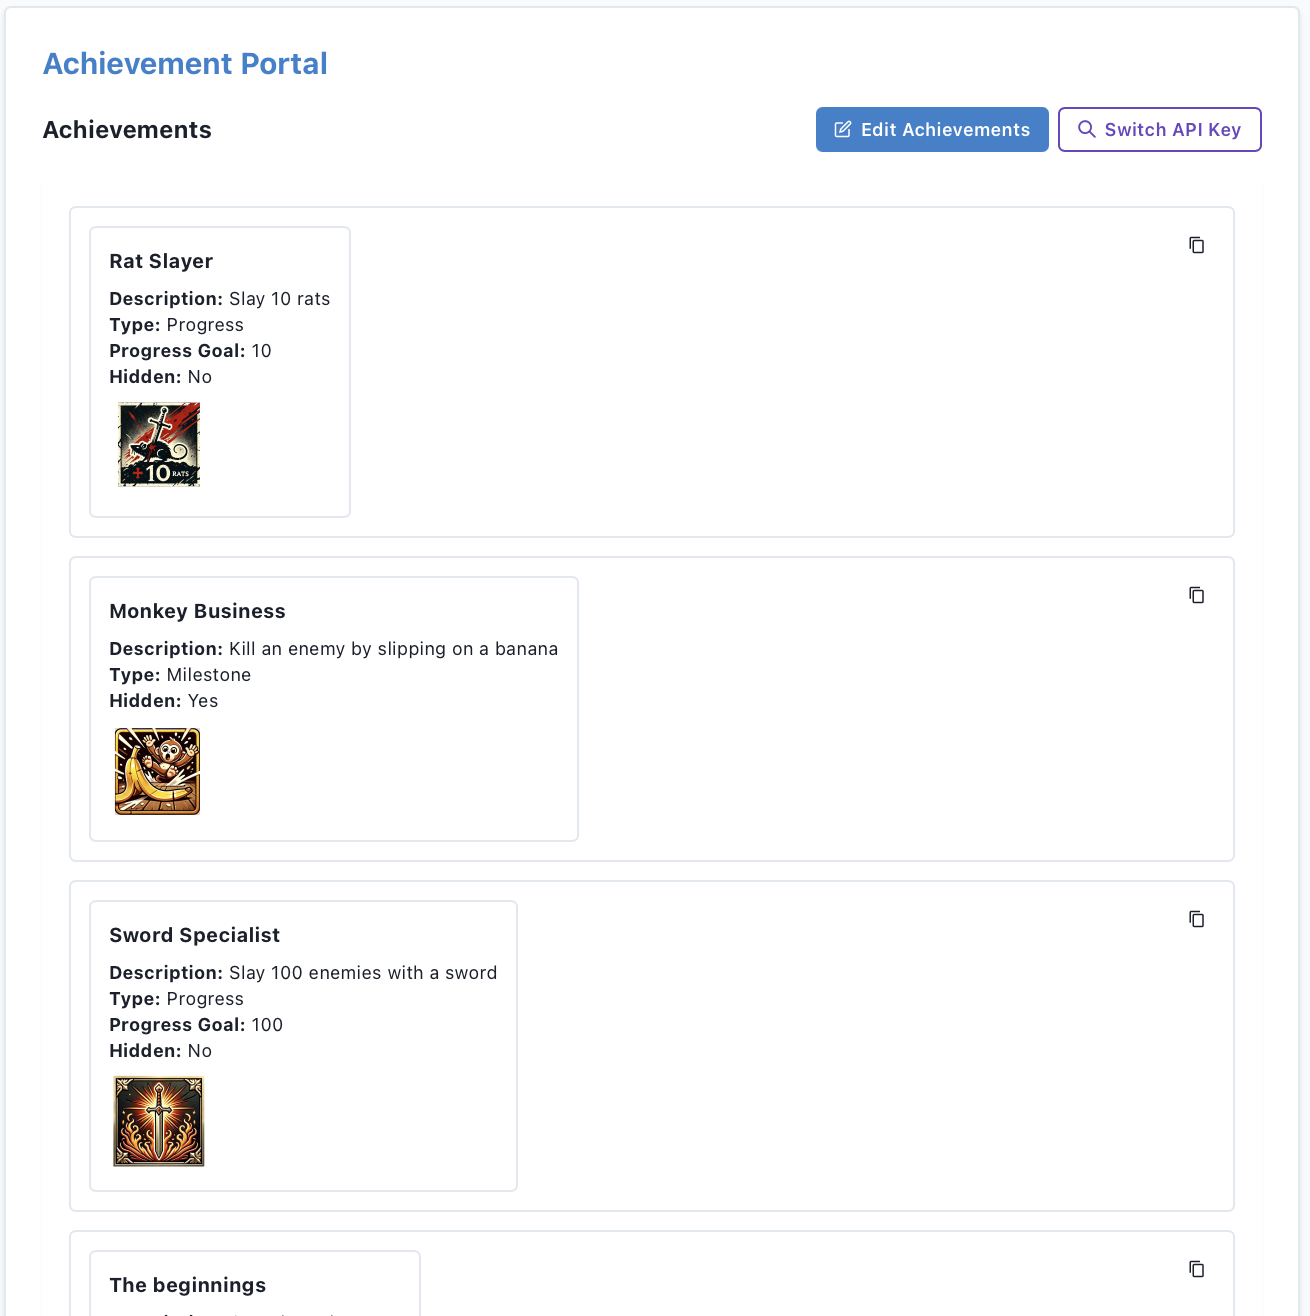 Achievement Portal
Achievements
Edit Achievements
Switch API Key
Rat Slayer
Description: Slay 10 rats
Type: Progress
Progress Goal: 10
Hidden: No
+10 RATS
Monkey Business
Description: Kill an enemy by slipping on a banana
Type: Milestone
Hidden: Yes
Sword Specialist
Description: Slay 100 enemies with a sword
Type: Progress
Progress Goal: 100
Hidden: No
The beginnings